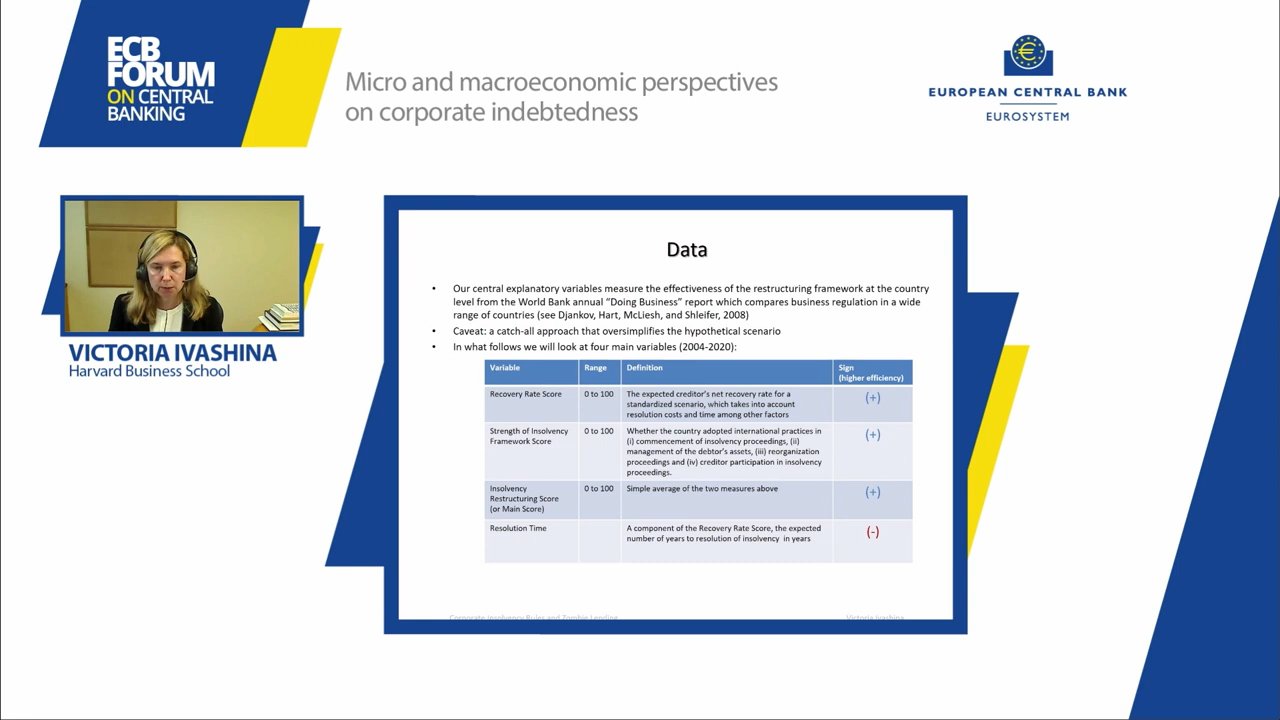 ECB
FORUM
ON CENTRAL
BANKING
Micro and macroeconomic perspectives
on corporate indebtedness
EUROPEAN CENTRAL BANK
EUROSYSTEM
VICTORIA IVASHINA
Harvard Business School
Data
• Our central explanatory variables measure the effectiveness of the restructuring framework at the country
level from the World Bank annual “Doing Business” report which compares business regulation in a wide
range of countries (see Djankov, Hart, McLiesh, and Shleifer, 2008)
• Caveat: a catch-all approach that oversimplifies the hypothetical scenario
• In what follows we will look at four main variables (2004-2020):
Variable Range Definition Sign
(higher efficiency)
Recovery Rate Score 0 to 100 The expected creditor's net recovery rate for a (+)
standardized scenario, which takes into account
resolution costs and time among other factors
Strength of Insolvency 0 to 100 Whether the country adopted international practices in (+)
Framework Score (i) commencement of insolvency proceedings, (ii)
management of the debtor's assets, (iii) reorganization
proceedings and (iv) creditor participation in insolvency
proceedings.
Insolvency 0 to 100 Simple average of the two measures above (+)
Restructuring Score
(or Main Score)
Resolution Time A component of the Recovery Rate Score, the expected (-)
number of years to resolution of insolvency in years
Corporate Insolvency Rules and Zombie Lending Victoria Ivashina